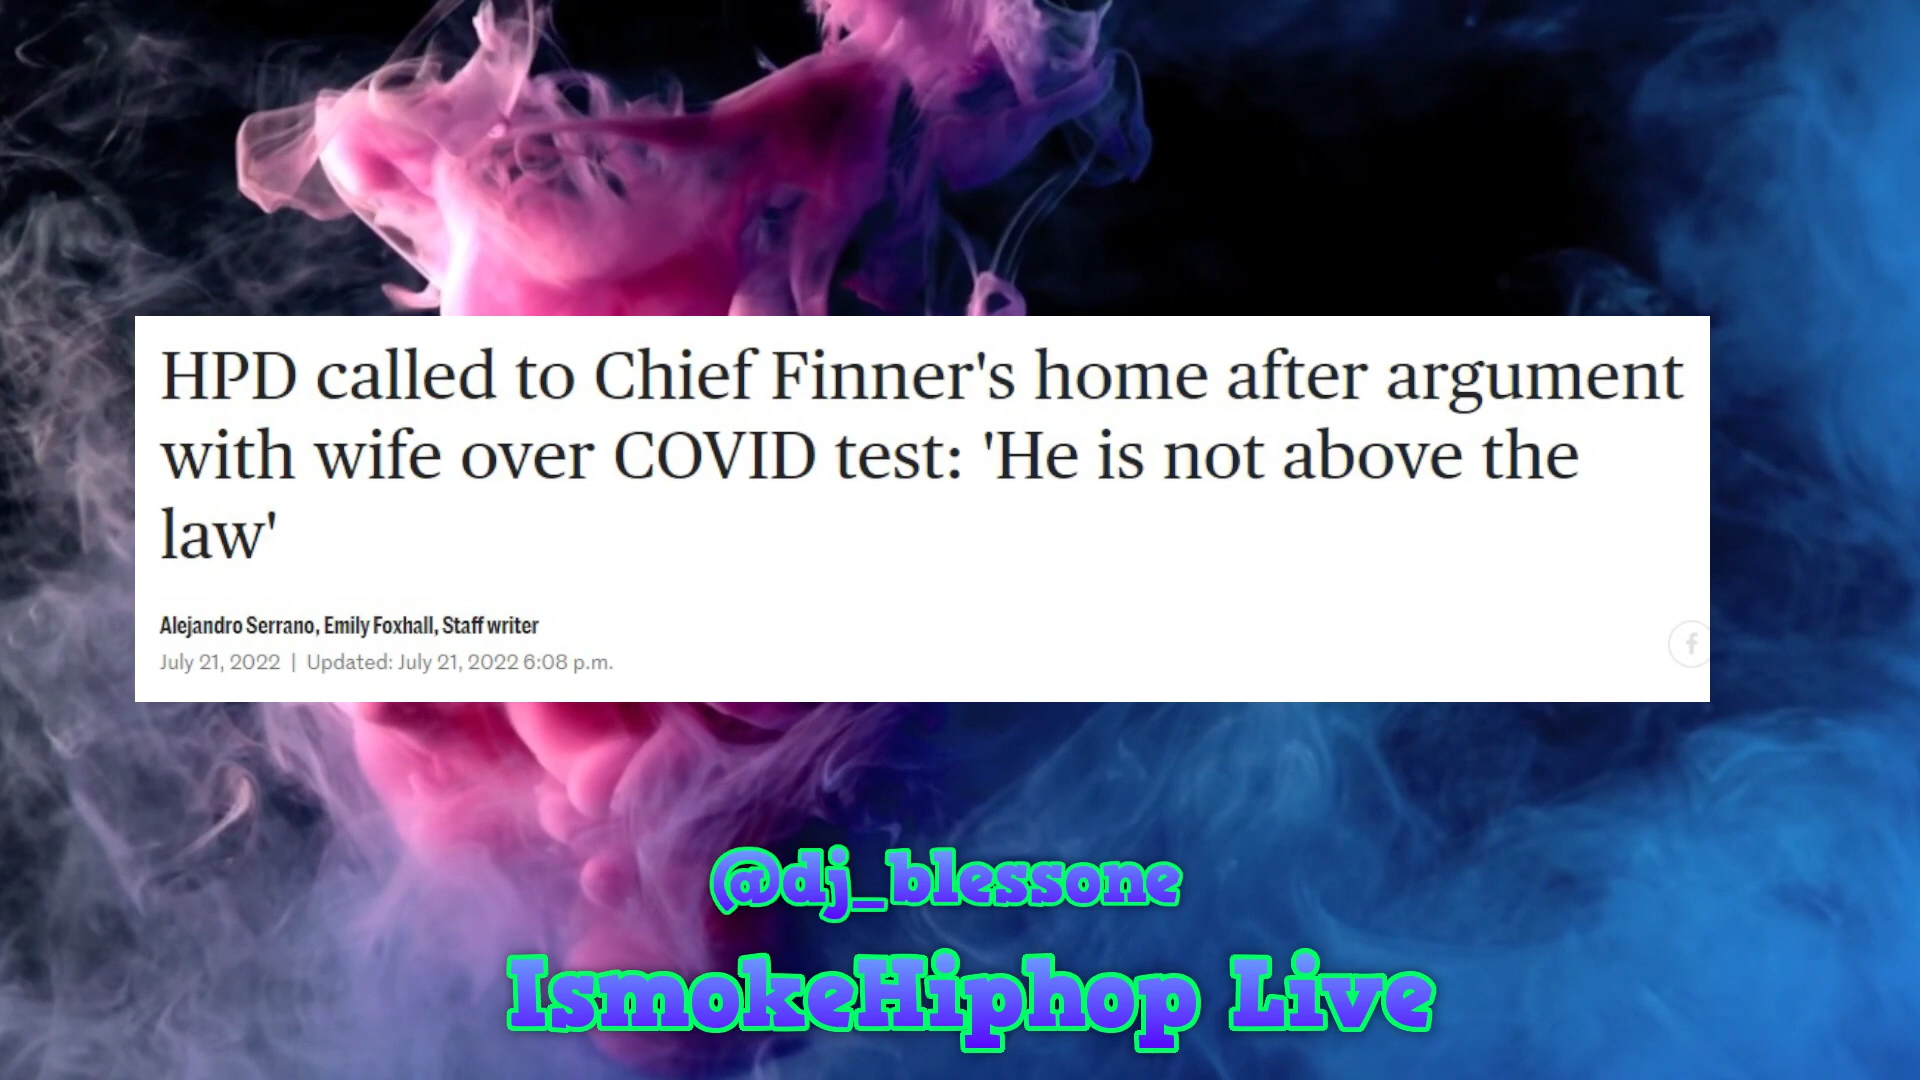 HPD called to Chief Finner's home after argument
with wife over COVID test: 'He is not above the
law'
Alejandro Serrano, Emily Foxhall, Staff writer
July 21, 2022 | Updated: July 21, 2022 6:08 p.m.
f
@dj_blessone
IsmokeHiphop Live